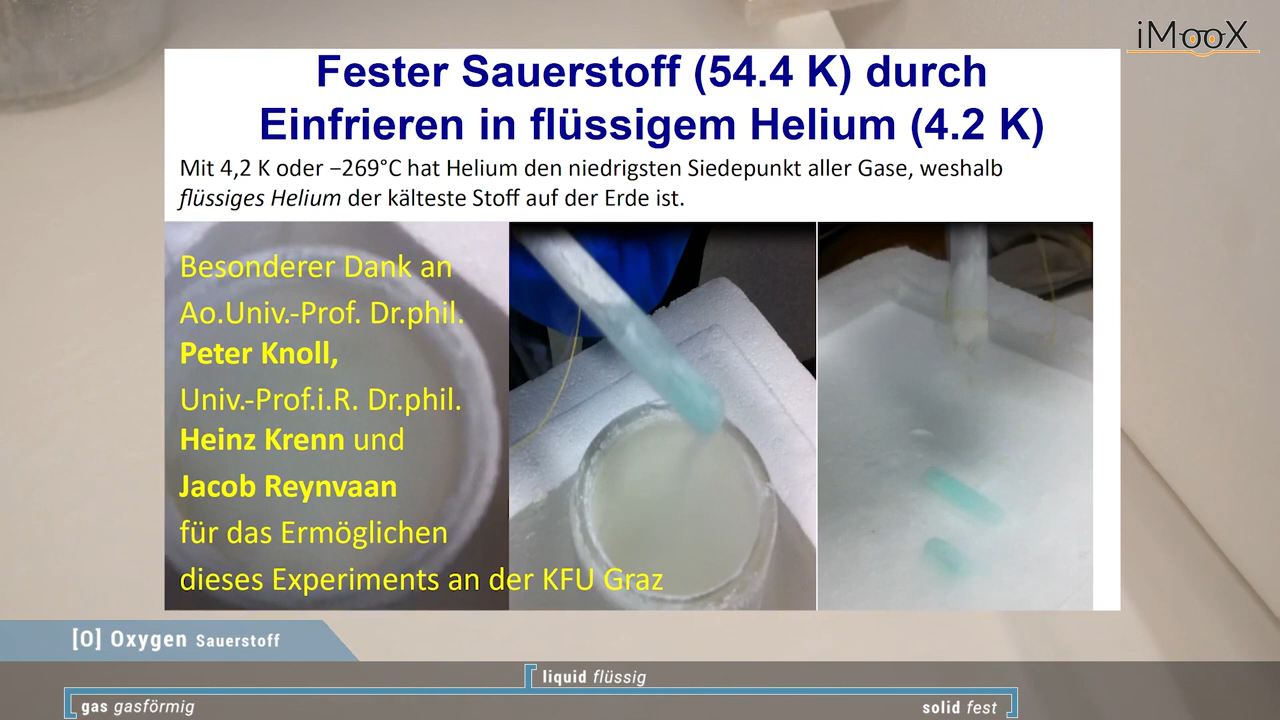 iMooX
Fester Sauerstoff (54.4 K) durch
Einfrieren in flüssigem Helium (4.2 K)
Mit 4,2 K oder −269°C hat Helium den niedrigsten Siedepunkt aller Gase, weshalb
flüssiges Helium der kälteste Stoff auf der Erde ist.
Besonderer Dank an
Ao.Univ.-Prof. Dr.phil.
Peter Knoll,
Univ.-Prof.i.R. Dr.phil.
Heinz Krenn und
Jacob Reynvaan
für das Ermöglichen
dieses Experiments an der KFU Graz
[O] Oxygen Sauerstoff
liquid flüssig
gas gasförmig
solid fest